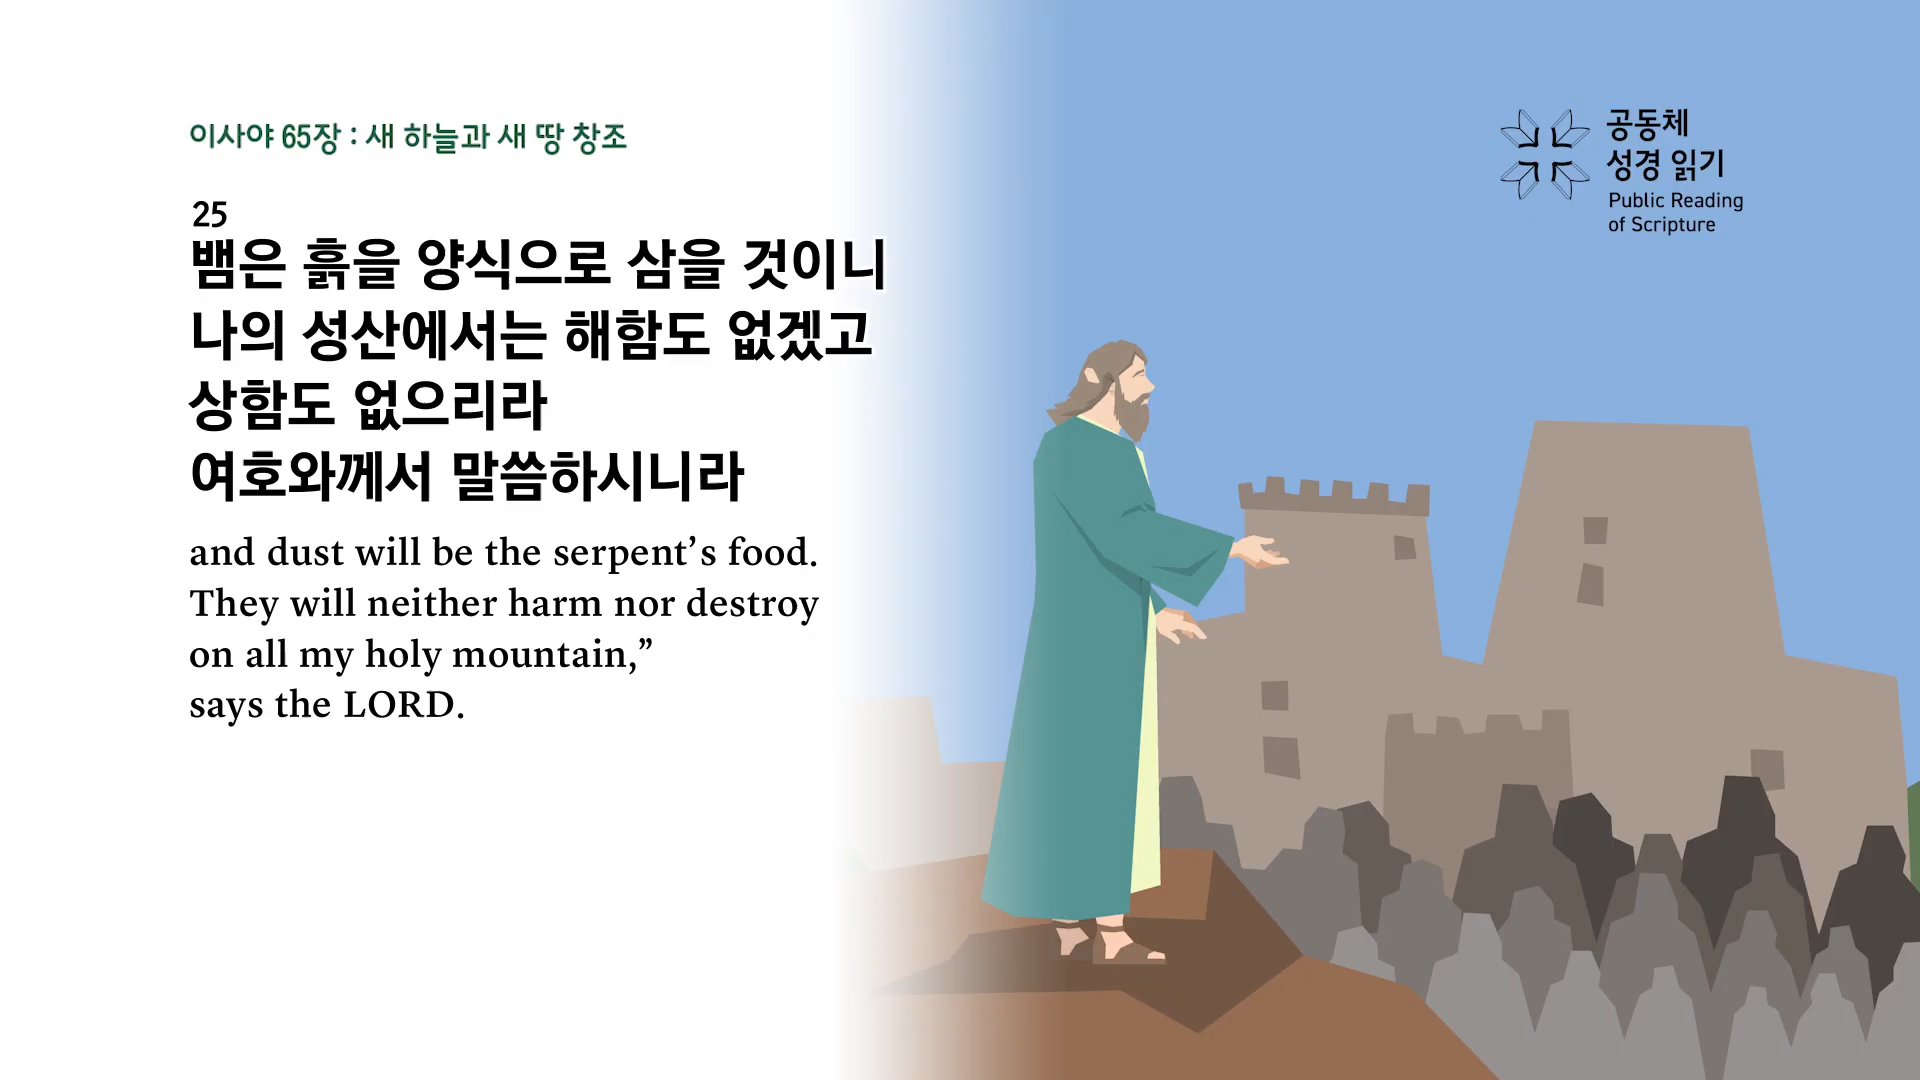 이사야 65장 : 새 하늘과 새 땅 창조
25
뱀은 흙을 양식으로 삼을 것이니
나의 성산에서는 해함도 없겠고
상함도 없으리라
여호와께서 말씀하시니라
and dust will be the serpent’s food.
They will neither harm nor destroy
on all my holy mountain,”
says the LORD.
공동체
성경 읽기
Public Reading
of Scripture